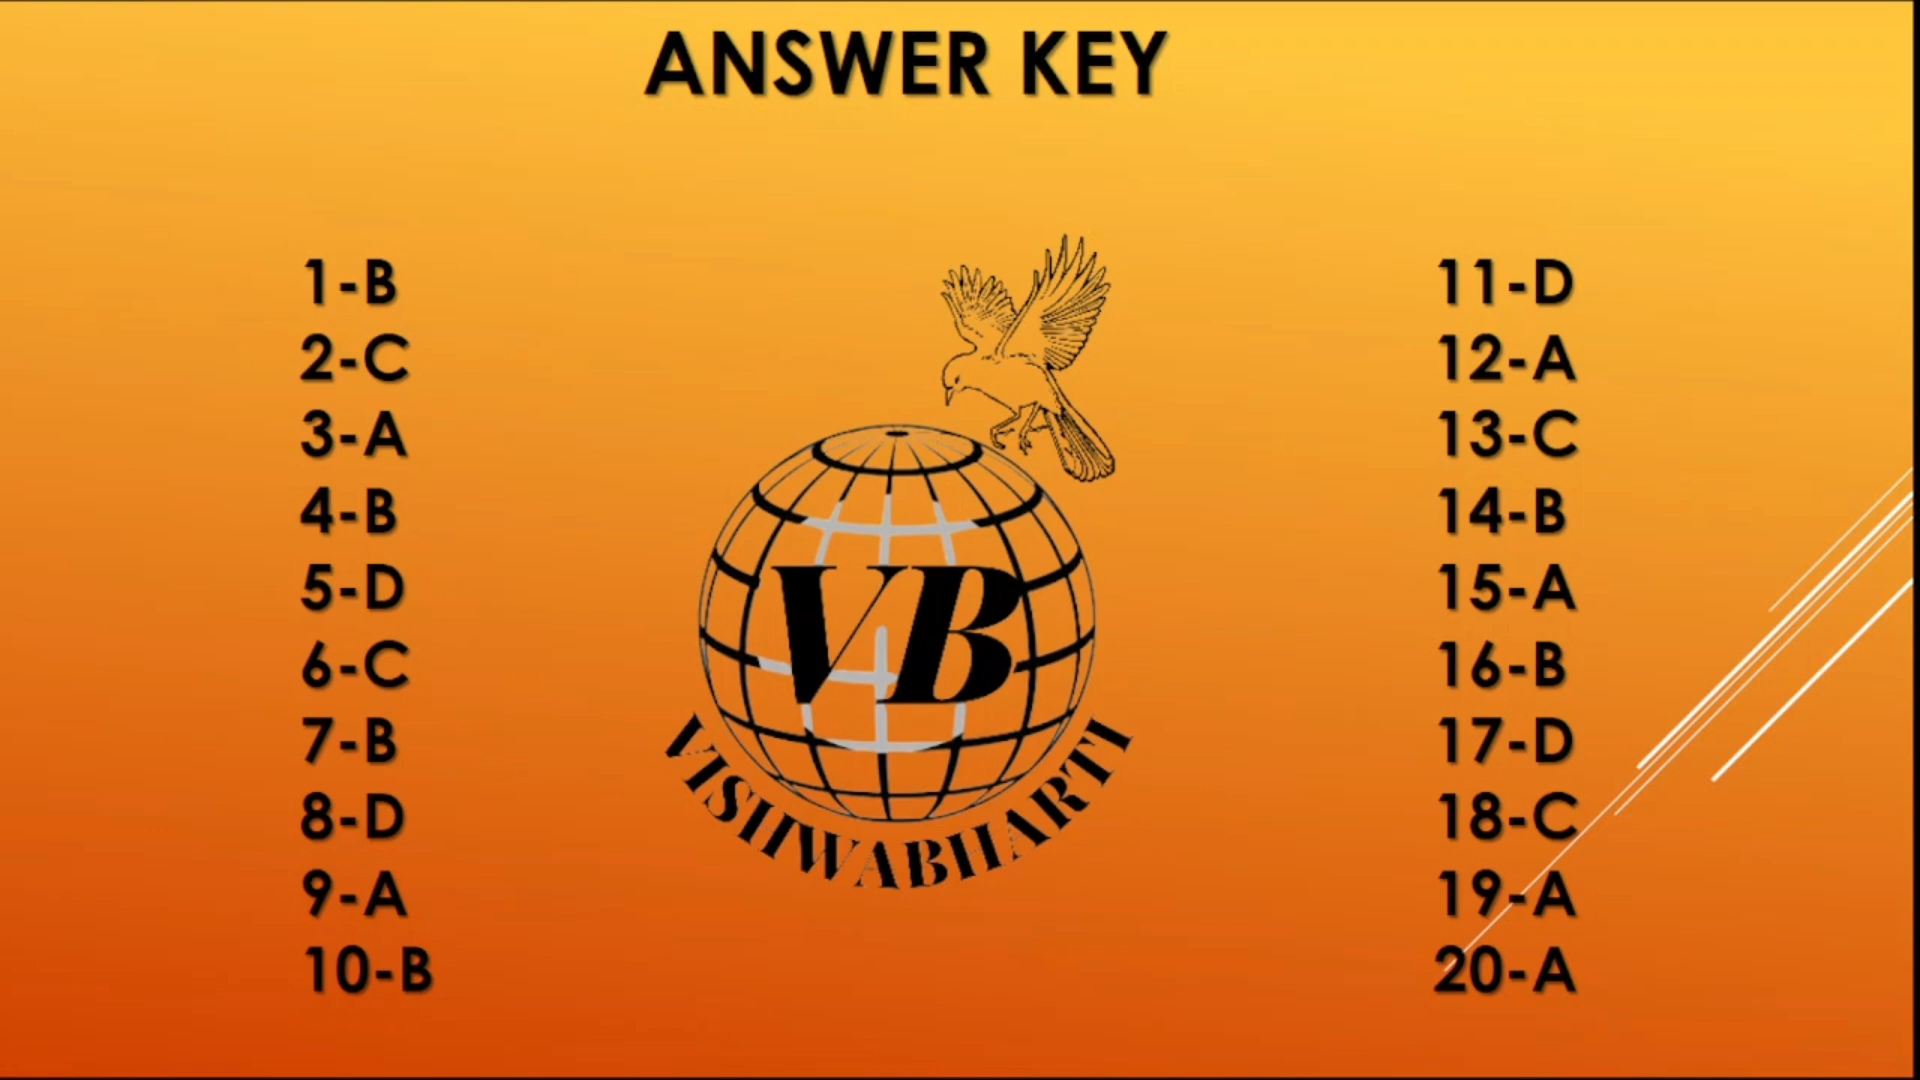 ANSWER KEY
1-B
2-C
3-A
4-B
5-D
6-C
7-B
8-D
9-A
10-B
VB
VISHWABHARTI
11-D
12-A
13-C
14-B
15-A
16-B
17-D
18-C
19-A
20-A